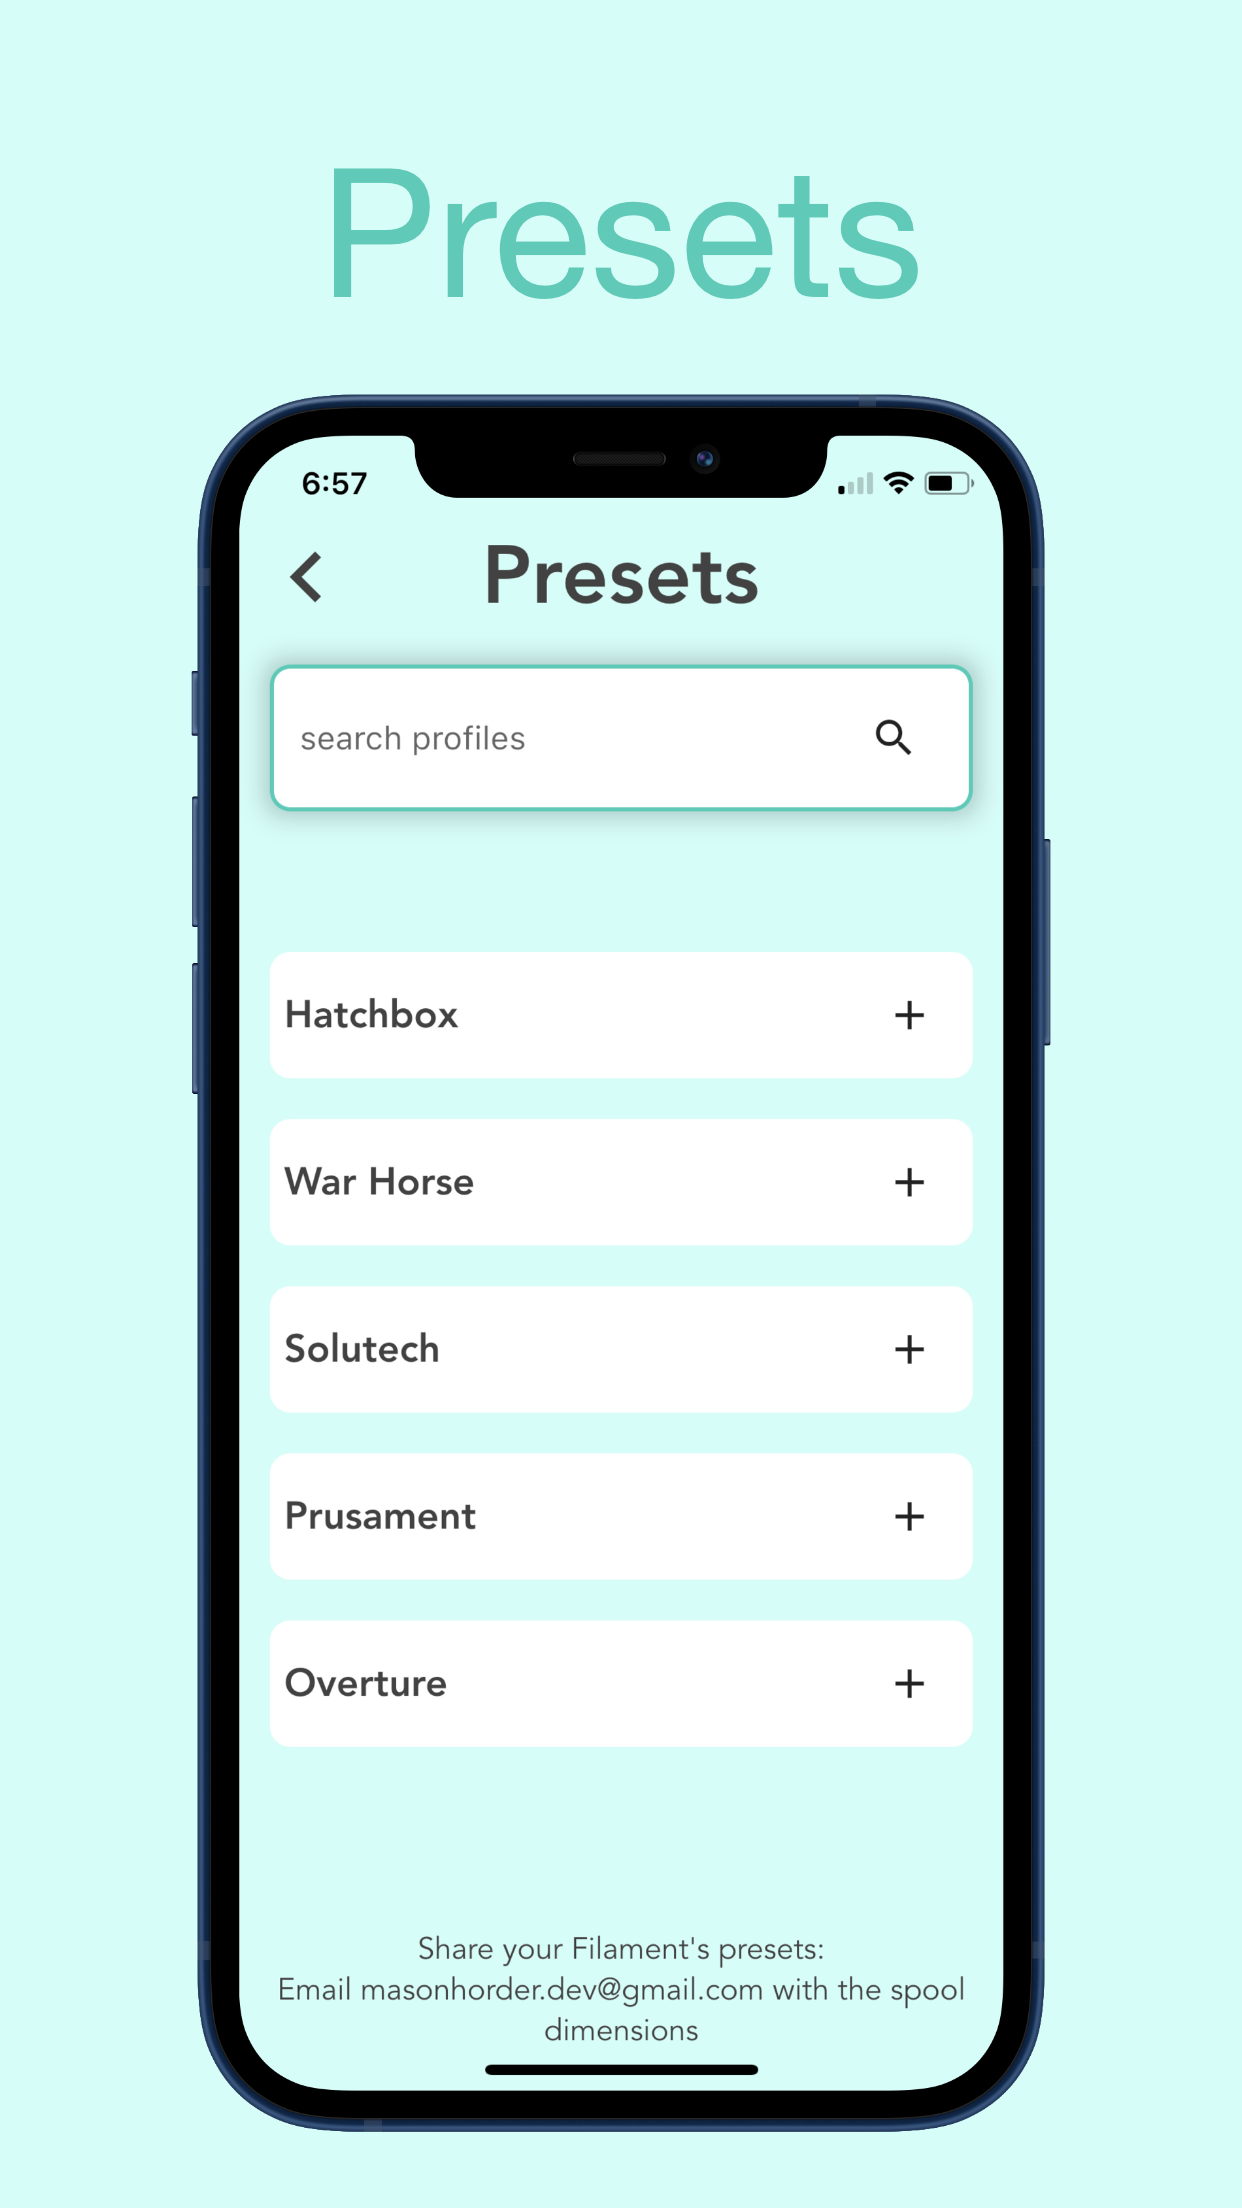 Presets
6:57
Presets
search profiles
Hatchbox
War Horse
Solutech
Prusament
Overture
Share your Filament's presets:
Email masonhorder.dev@gmail.com with the spool
dimensions